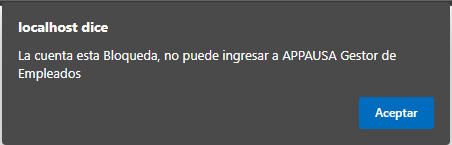 localhost dice
La cuenta esta Bloqueda, no puede ingresar a APPAUSA Gestor de
Empleados
Aceptar